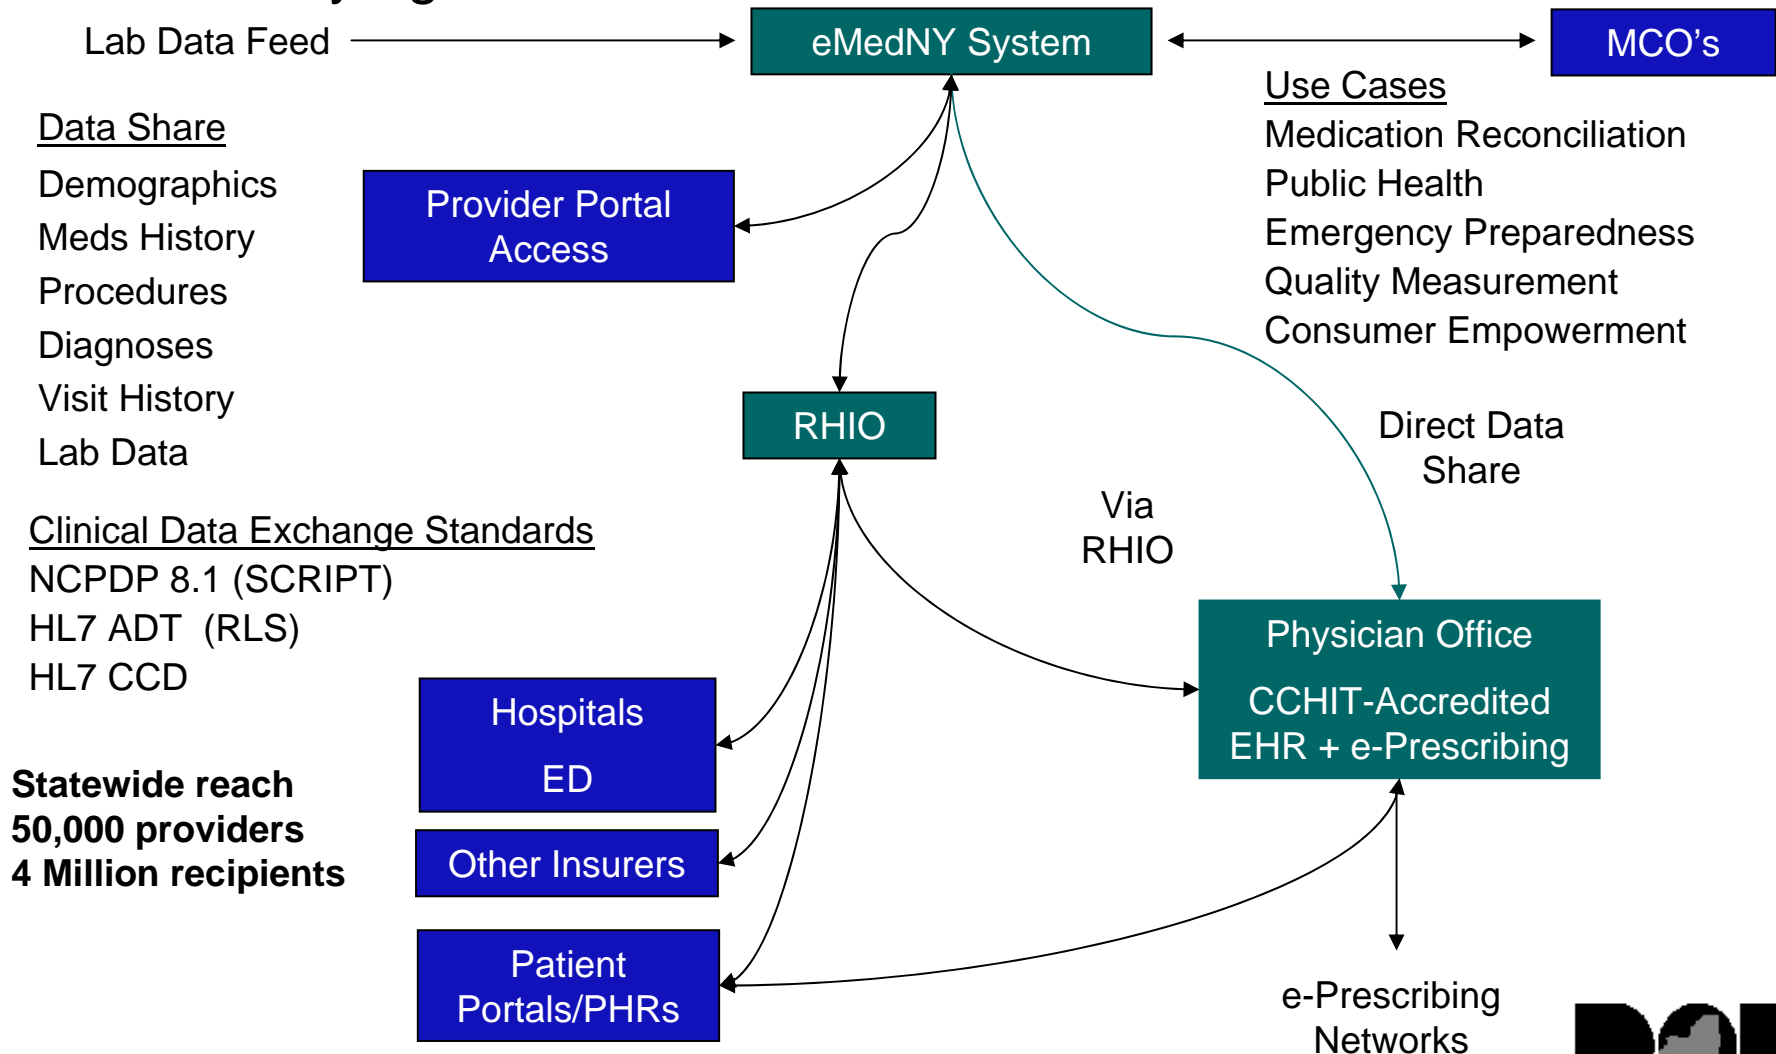 Lab Data Feed
eMedNY System
MCO's
Data Share
Demographics
Meds History
Procedures
Diagnoses
Visit History
Lab Data
Provider Portal
Access
Use Cases
Medication Reconciliation
Public Health
Emergency Preparedness
Quality Measurement
Consumer Empowerment
RHIO
Direct Data
Share
Via
RHIO
Clinical Data Exchange Standards
NCPDP 8.1 (SCRIPT)
HL7 ADT (RLS)
HL7 CCD
Physician Office
CCHIT-Accredited
EHR + e-Prescribing
Hospitals
ED
Statewide reach
50,000 providers
4 Million recipients
Other Insurers
Patient
Portals/PHRs
e-Prescribing
Networks